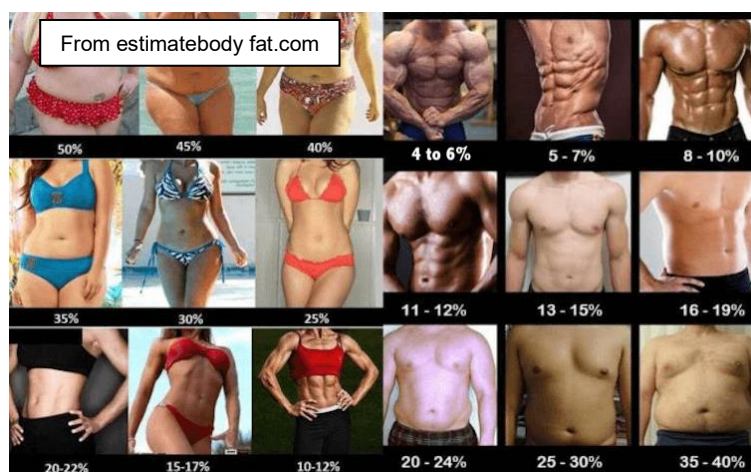 From estimatebody fat.com
50% 45% 40% 4 to 6% 5 - 7% 8 - 10%
35% 30% 25% 11 - 12% 13 - 15% 16 - 19%
20-22% 15-17% 10-12% 20 - 24% 25 - 30% 35 - 40%